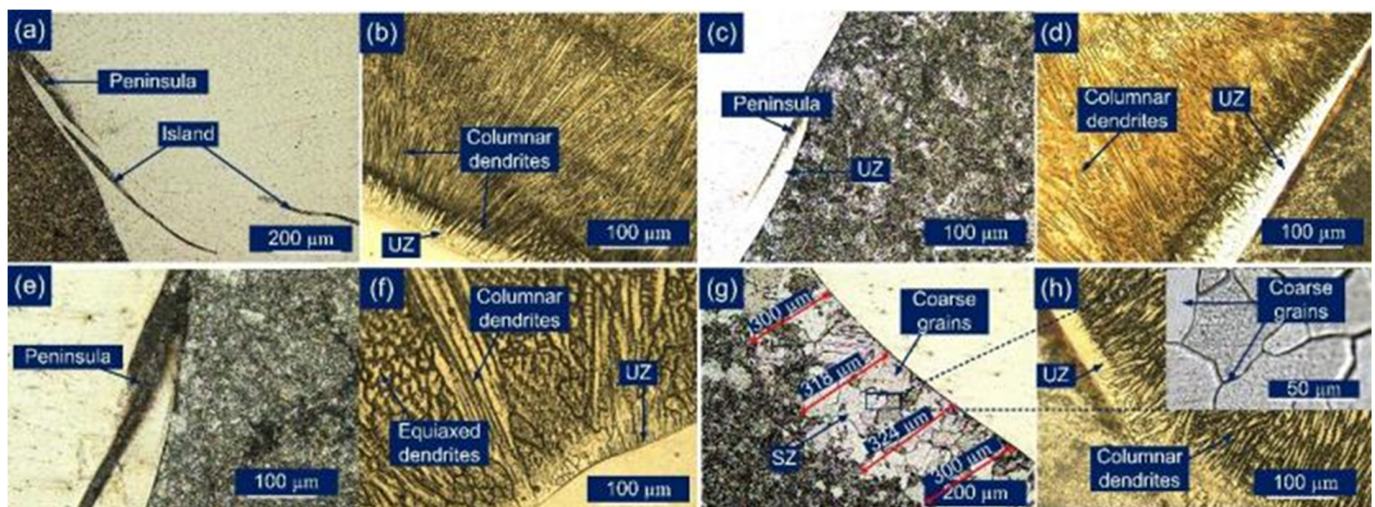 (a)
Peninsula
Island
200 μm
(b)
Columnar
dendrites
UZ
100 μm
(c)
Peninsula
UZ
100 μm
(d)
Columnar
dendrites
UZ
100 μm
(e)
Peninsula
100 μm
(f)
Columnar
dendrites
UZ
Equiaxed
dendrites
100 μm
(g)
300 μm
Coarse
grains
318 μm
324 μm
SZ
300 μm
200 μm
(h)
Coarse
grains
UZ
50 μm
Columnar
dendrites
100 μm